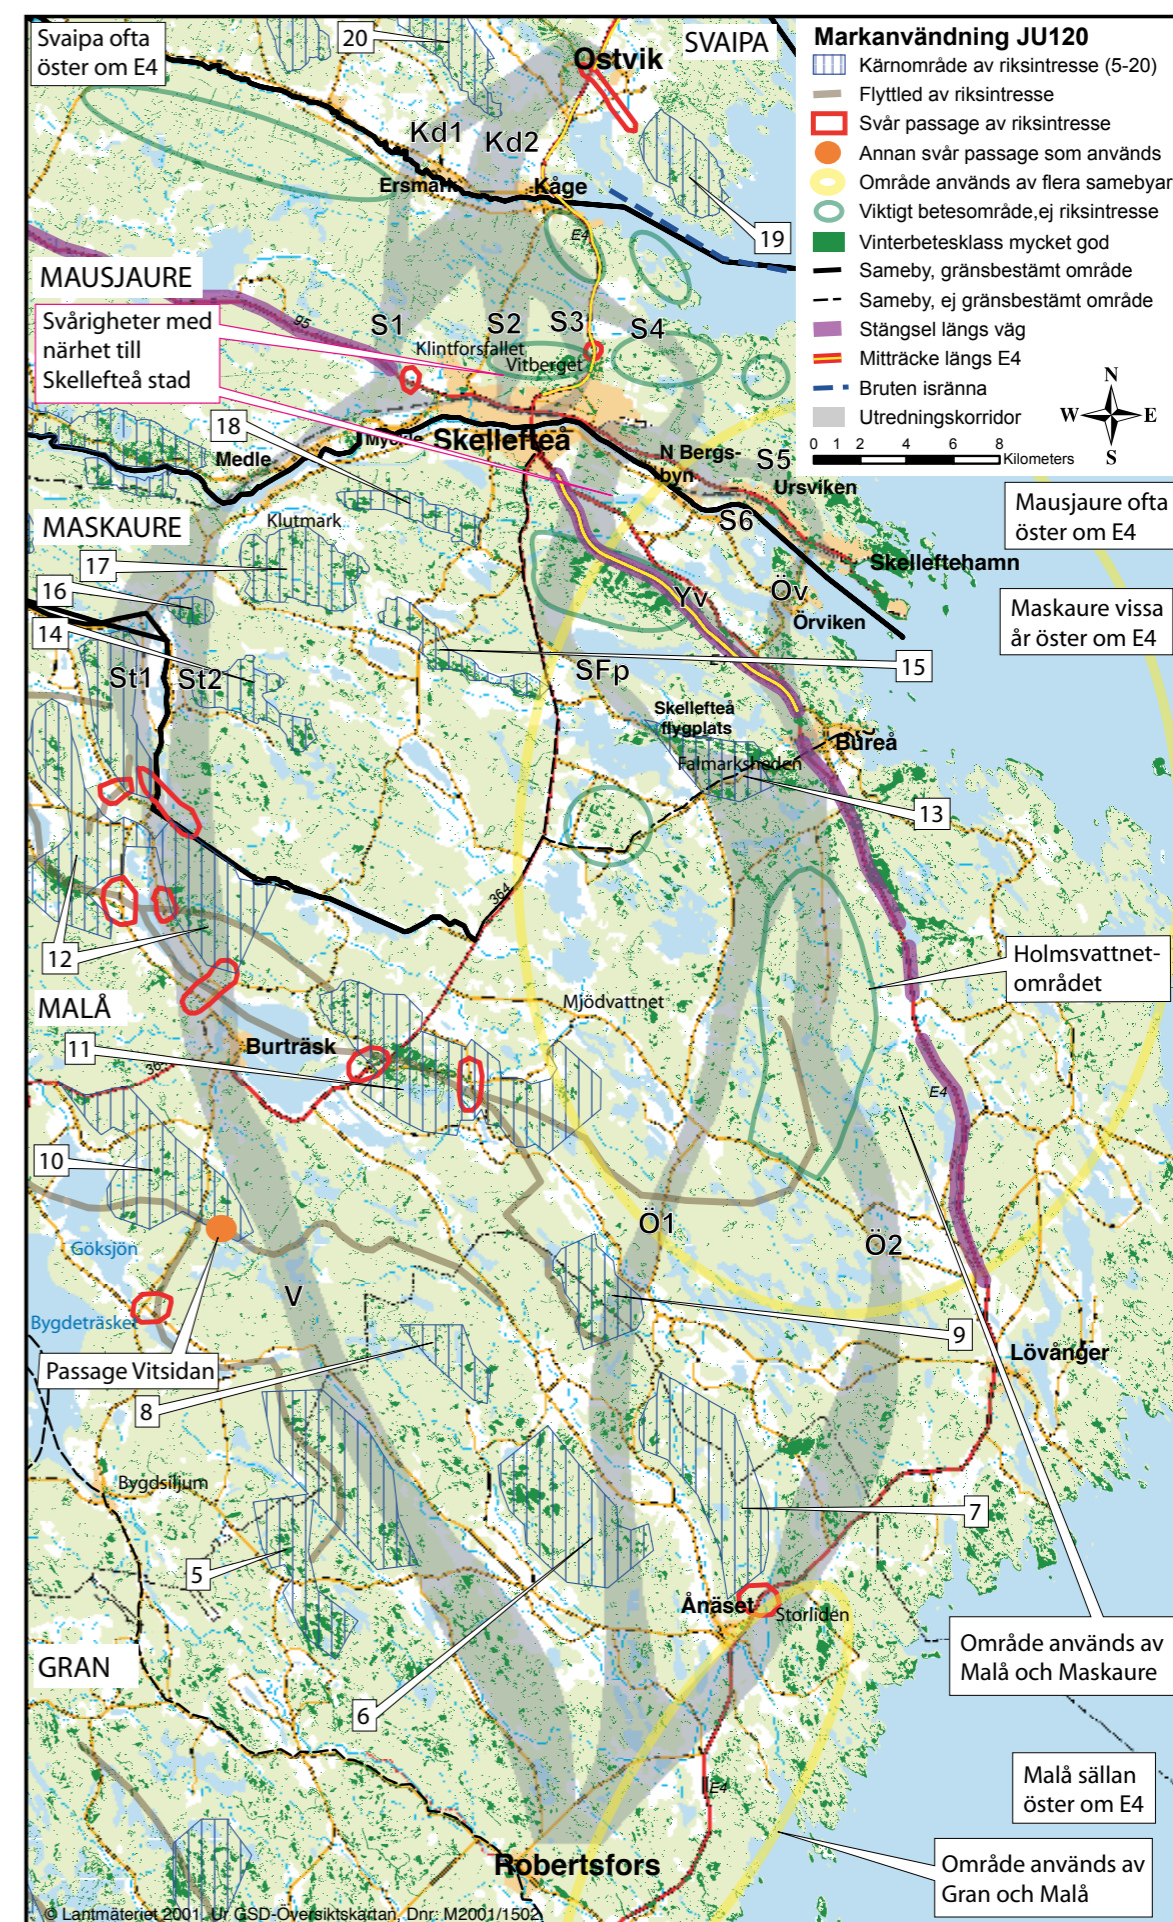 Svaipa ofta
öster om E4
20
SVAIPA
Ostvik
Markanvändning JU120
Kärnområde av riksintresse (5-20)
Flyttled av riksintresse
Svår passage av riksintresse
Annan svår passage som används
Område används av flera samebyar
Viktigt betesområde,ej riksintresse
Vinterbetesklass mycket god
Sameby, gränsbestämt område
Sameby, ej gränsbestämt område
Stängsel längs väg
Mitträcke längs E4
Bruten isränna
Utredningskorridor
N
W
E
S
0 1 2 4 6 8
Kilometers
Kd1
Kd2
Ersmark
Kåge
E4
19
MAUSJAURE
Svårigheter med
närhet till
Skellefteå stad
95
S1
S2
S3
S4
Klintforsfallet
Vitberget
18
Medle
Myckle
Skellefteå
N Bergs-
byn
S5
Ursviken
S6
Mausjaure ofta
öster om E4
MASKAURE
Klutmark
17
Skelleftehamn
16
Yv
Öv
Örviken
Maskaure vissa
år öster om E4
14
St1
St2
SFp
15
Skellefteå
flygplats
Bureå
Falmarksheden
13
364
12
Holmsvattnet-
området
MALÅ
Mjödvattnet
11
Burträsk
E4
10
Ö1
Ö2
Göksjön
V
Bygdeträsket
9
Lövånger
Passage Vitsidan
8
Bygdsiljum
7
5
Ånäset
Storliden
GRAN
Område används av
Malå och Maskaure
6
Malå sällan
öster om E4
E4
Robertsfors
Område används av
Gran och Malå
© Lantmäteriet 2001. Ur GSD-Översiktskartan, Dnr: M2001/1502